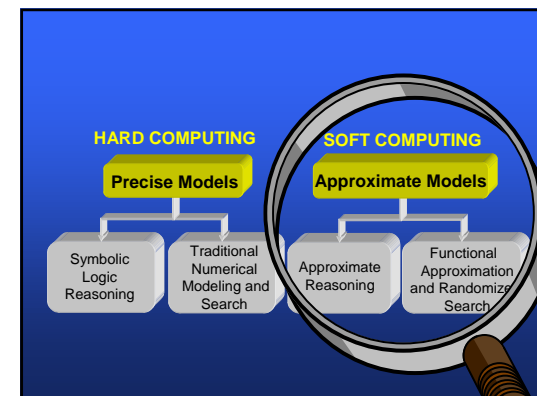 HARD COMPUTING
SOFT COMPUTING
Precise Models
Approximate Models
Symbolic
Logic
Reasoning
Traditional
Numerical
Modeling and
Search
Approximate
Reasoning
Functional
Approximation
and Randomize
Search